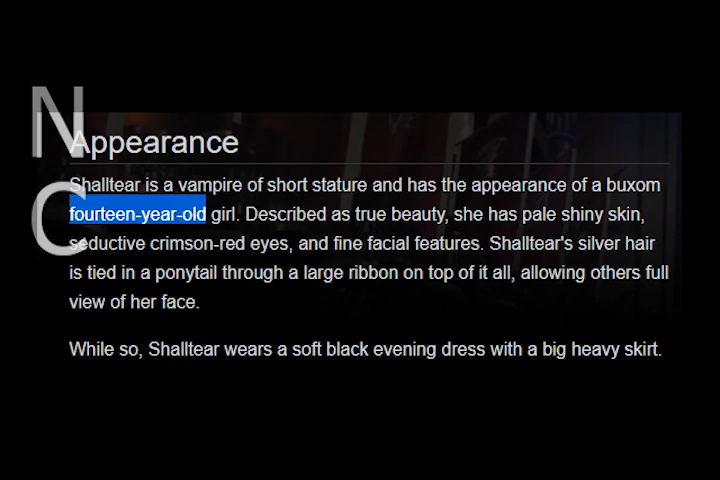 N
C
Appearance
Shalltear is a vampire of short stature and has the appearance of a buxom
fourteen-year-old girl. Described as true beauty, she has pale shiny skin,
seductive crimson-red eyes, and fine facial features. Shalltear's silver hair
is tied in a ponytail through a large ribbon on top of it all, allowing others full
view of her face.
While so, Shalltear wears a soft black evening dress with a big heavy skirt.